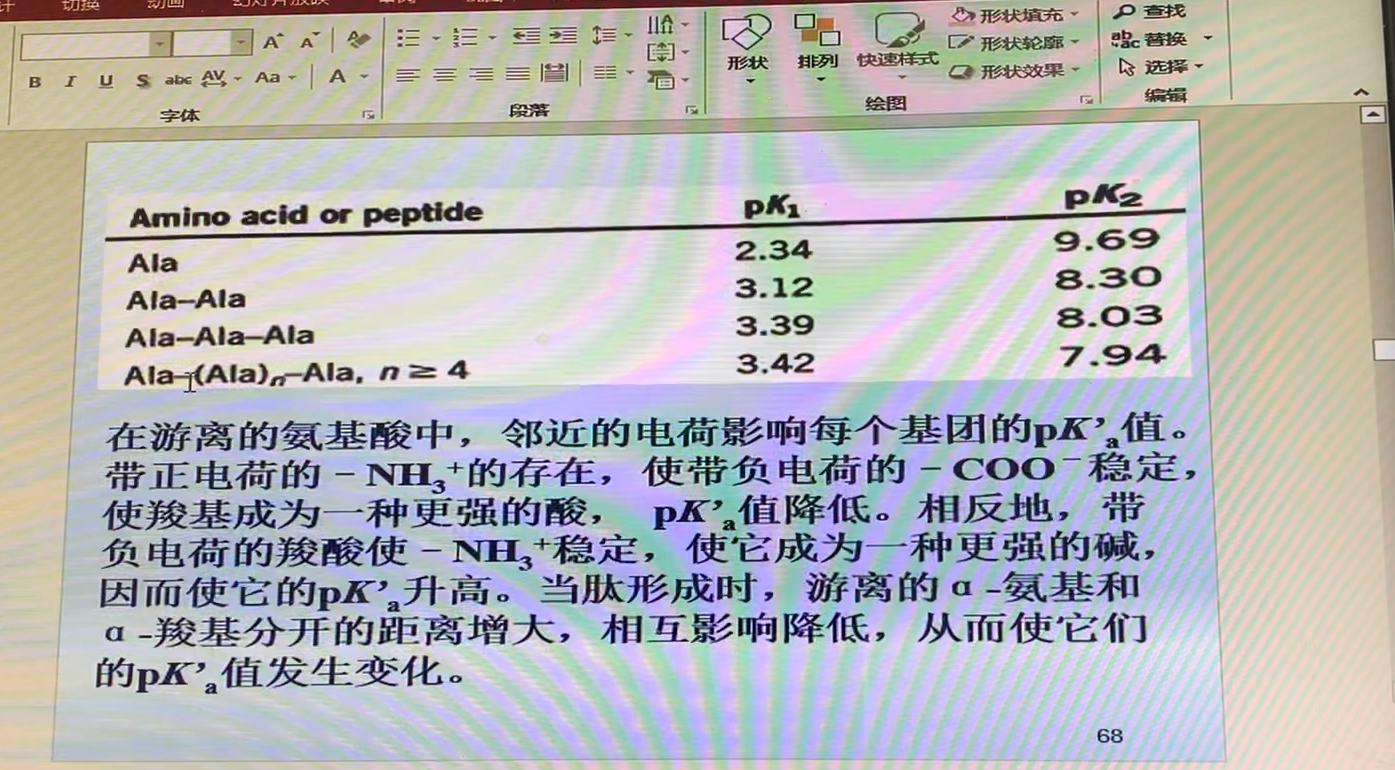 切换
动画
形状填充
查找
形状轮廓
替换
形状
排列
快速样式
形状效果
选择
B I U S abc AV Aa A
字体
段落
绘图
编辑
Amino acid or peptide pK1 pK2
Ala 2.34 9.69
Ala–Ala 3.12 8.30
Ala–Ala–Ala 3.39 8.03
Ala–(Ala)n–Ala, n ≥ 4 3.42 7.94
在游离的氨基酸中，邻近的电荷影响每个基团的pK’a值。
带正电荷的－NH3+的存在，使带负电荷的－COO－稳定，
使羧基成为一种更强的酸， pK’a值降低。相反地，带
负电荷的羧酸使－NH3+稳定，使它成为一种更强的碱，
因而使它的pK’a升高。当肽形成时，游离的α-氨基和
α-羧基分开的距离增大，相互影响降低，从而使它们
的pK’a值发生变化。
68